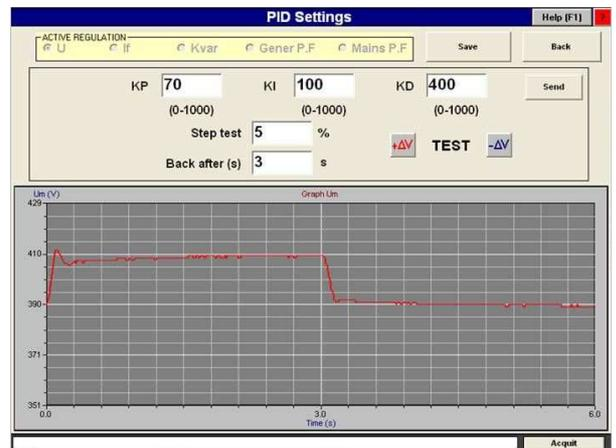 PID Settings
Help (F1)
?
ACTIVE REGULATION
U If Kvar Gener P.F Mains P.F
Save
Back
KP 70 KI 100 KD 400
Send
(0-1000) (0-1000) (0-1000)
Step test 5 %
+ΔV TEST -ΔV
Back after (s) 3 s
Um (V)
Graph Um
429
410
390
371
351
0.0 3.0 6.0
Time (s)
Acquit